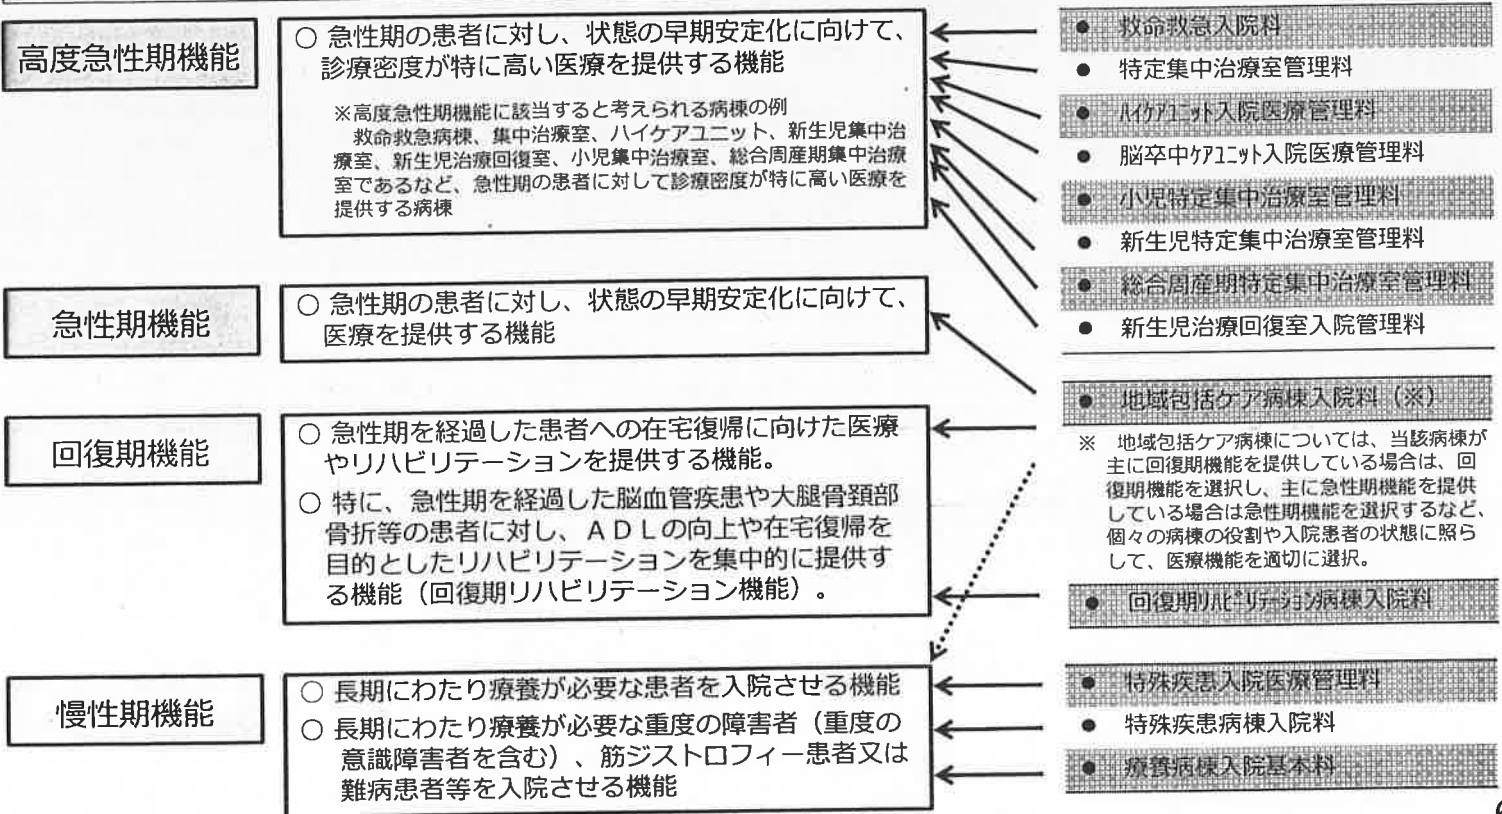 高度急性期機能
○ 急性期の患者に対し、状態の早期安定化に向けて、
診療密度が特に高い医療を提供する機能
※高度急性期機能に該当すると考えられる病棟の例
救命救急病棟、集中治療室、ハイケアユニット、新生児集中治
療室、新生児治療回復室、小児集中治療室、総合周産期集中治療
室であるなど、急性期の患者に対して診療密度が特に高い医療を
提供する病棟
● 救命救急入院料
● 特定集中治療室管理料
● ﾊｲｹｱﾕﾆｯﾄ入院医療管理料
● 脳卒中ｹｱﾕﾆｯﾄ入院医療管理料
● 小児特定集中治療室管理料
● 新生児特定集中治療室管理料
● 総合周産期特定集中治療室管理料
● 新生児治療回復室入院管理料
急性期機能
○ 急性期の患者に対し、状態の早期安定化に向けて、
医療を提供する機能
● 地域包括ケア病棟入院料（※）
※ 地域包括ケア病棟については、当該病棟が
主に回復期機能を提供している場合は、回
復期機能を選択し、主に急性期機能を提供
している場合は急性期機能を選択するなど、
個々の病棟の役割や入院患者の状態に照ら
して、医療機能を適切に選択。
回復期機能
○ 急性期を経過した患者への在宅復帰に向けた医療
やリハビリテーションを提供する機能。
○ 特に、急性期を経過した脳血管疾患や大腿骨頚部
骨折等の患者に対し、ＡＤＬの向上や在宅復帰を
目的としたリハビリテーションを集中的に提供す
る機能（回復期リハビリテーション機能）。
● 回復期ﾘﾊﾋﾞﾘﾃｰｼｮﾝ病棟入院料
慢性期機能
○ 長期にわたり療養が必要な患者を入院させる機能
○ 長期にわたり療養が必要な重度の障害者（重度の
意識障害者を含む）、筋ジストロフィー患者又は
難病患者等を入院させる機能
● 特殊疾患入院医療管理料
● 特殊疾患病棟入院料
● 療養病棟入院基本料